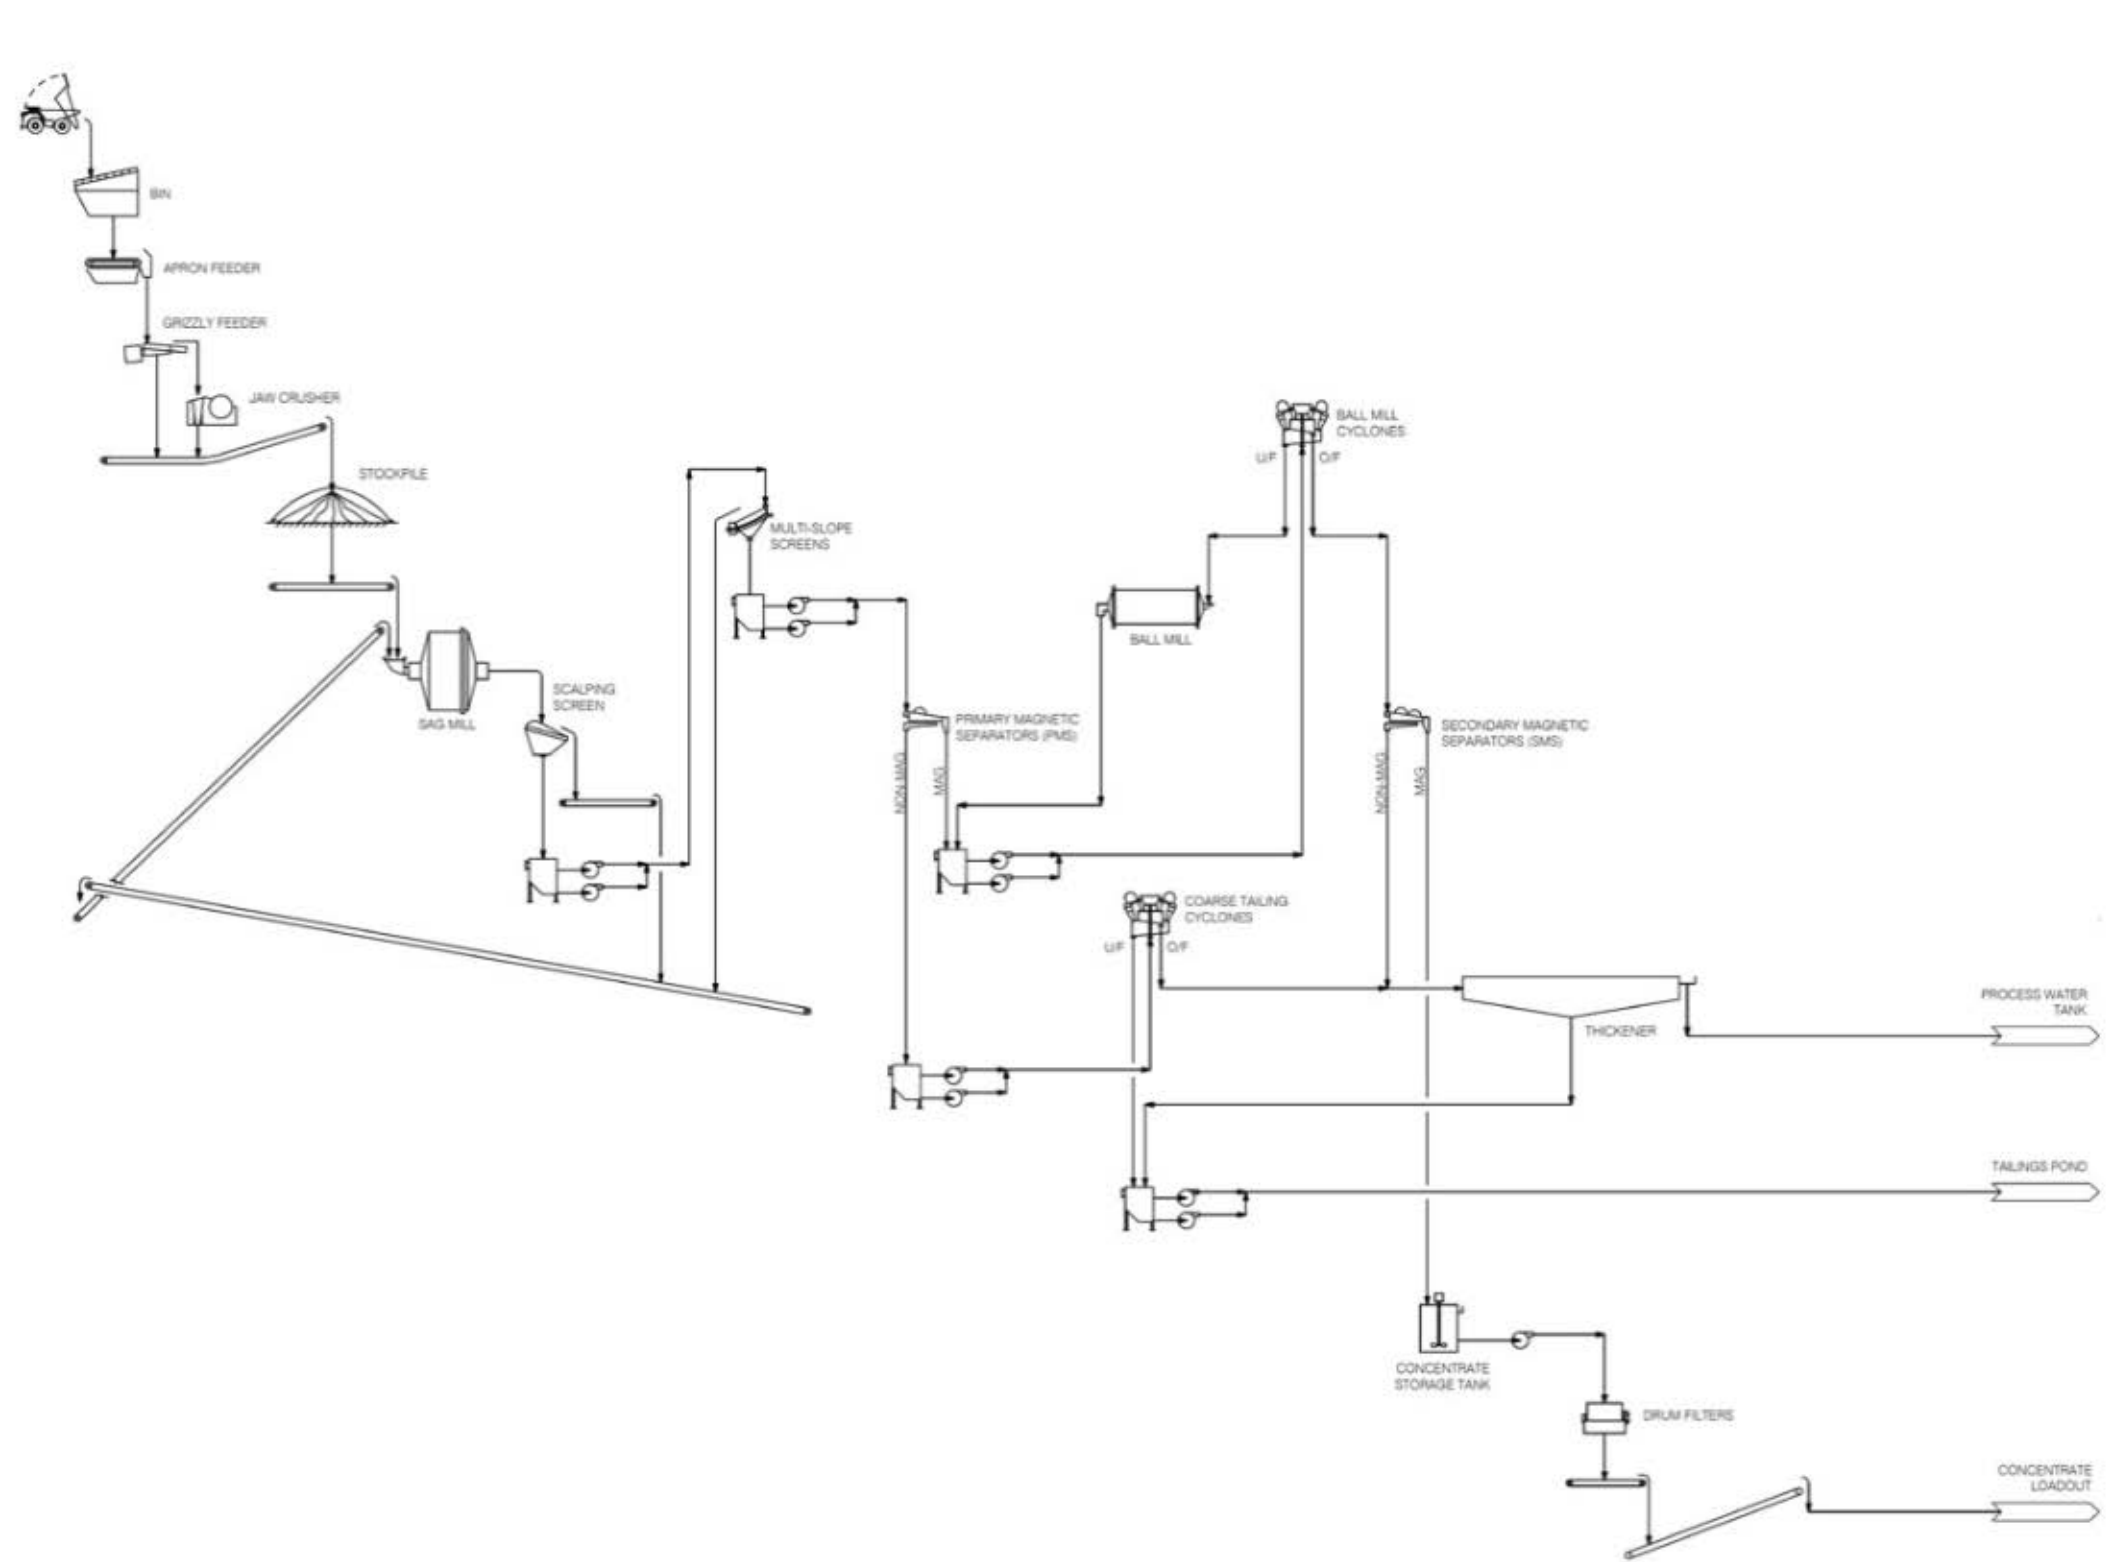 BIN
APRON FEEDER
GRIZZLY FEEDER
JAW CRUSHER
STOCKPILE
BALL MILL
CYCLONES
U/F
O/F
MULTI-SLOPE
SCREENS
BALL MILL
SCALPING
SCREEN
SAG MILL
PRIMARY MAGNETIC
SEPARATORS (PMS)
SECONDARY MAGNETIC
SEPARATORS (SMS)
NON-MAG
MAG
NON-MAG
MAG
COARSE TAILING
CYCLONES
U/F
O/F
PROCESS WATER
TANK
THICKENER
TAILINGS POND
CONCENTRATE
STORAGE TANK
DRUM FILTERS
CONCENTRATE
LOADOUT